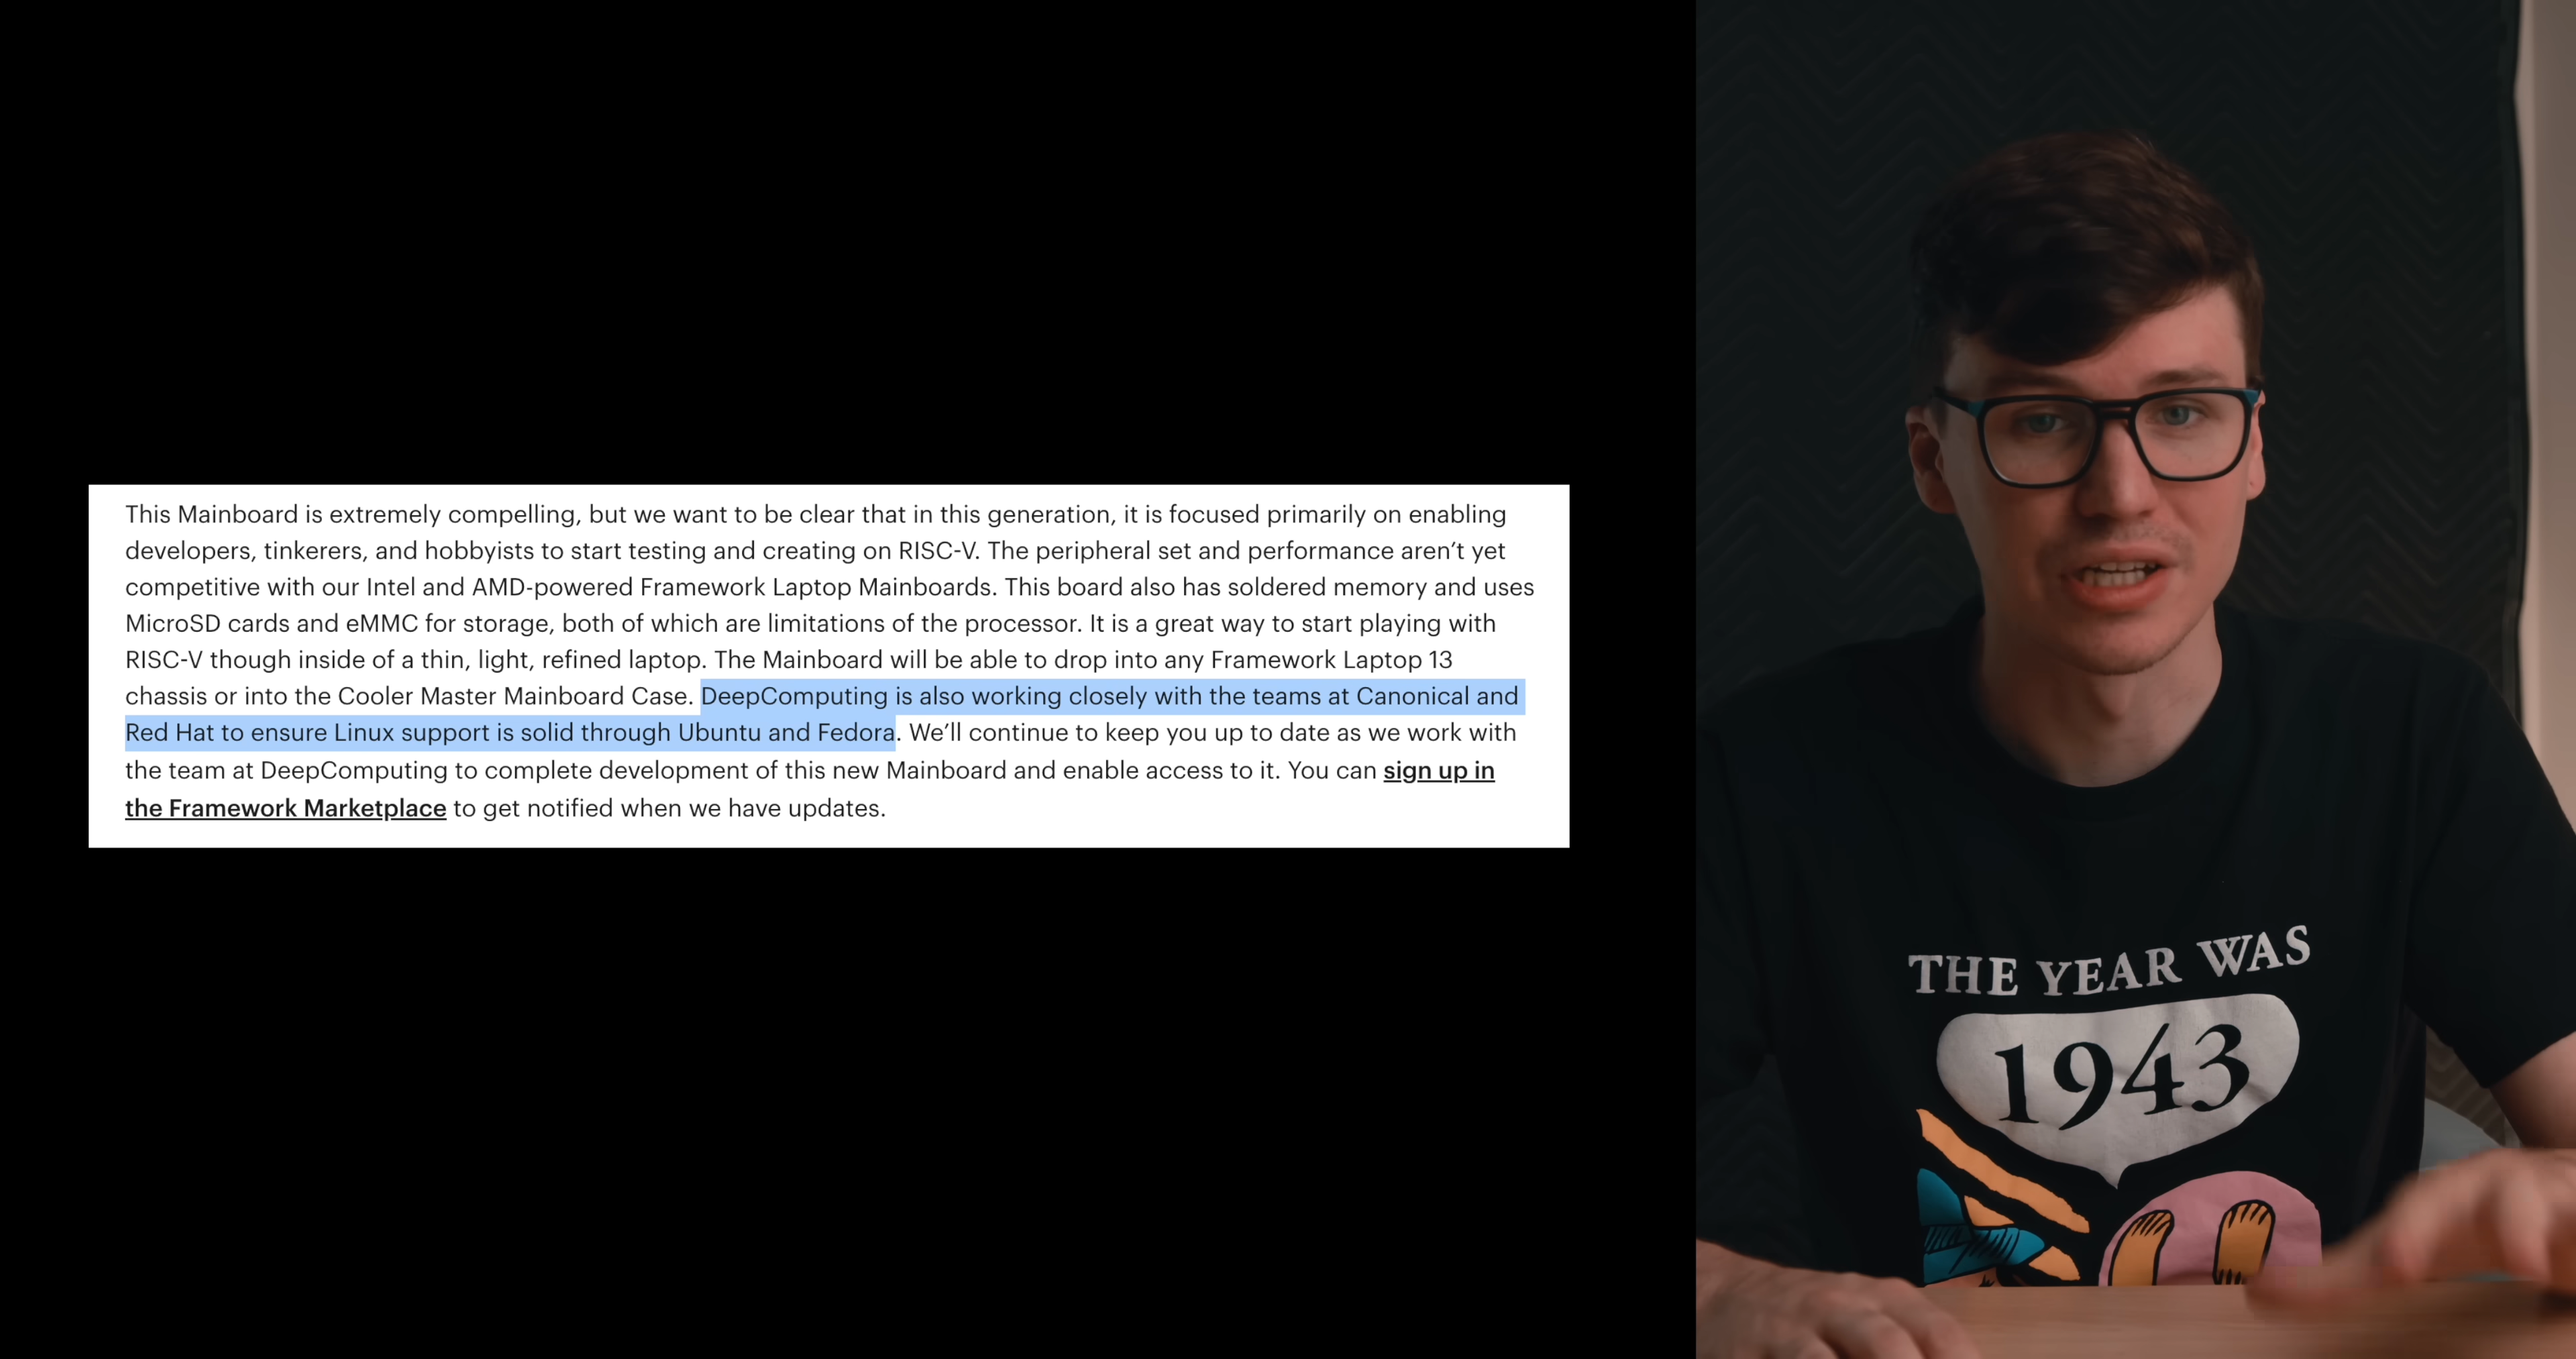 This Mainboard is extremely compelling, but we want to be clear that in this generation, it is focused primarily on enabling
developers, tinkerers, and hobbyists to start testing and creating on RISC-V. The peripheral set and performance aren’t yet
competitive with our Intel and AMD-powered Framework Laptop Mainboards. This board also has soldered memory and uses
MicroSD cards and eMMC for storage, both of which are limitations of the processor. It is a great way to start playing with
RISC-V though inside of a thin, light, refined laptop. The Mainboard will be able to drop into any Framework Laptop 13
chassis or into the Cooler Master Mainboard Case. DeepComputing is also working closely with the teams at Canonical and
Red Hat to ensure Linux support is solid through Ubuntu and Fedora. We’ll continue to keep you up to date as we work with
the team at DeepComputing to complete development of this new Mainboard and enable access to it. You can sign up in
the Framework Marketplace to get notified when we have updates.
THE YEAR WAS
1943